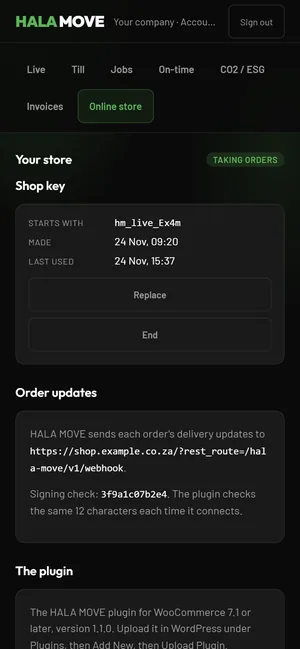 HALA MOVE Your company · Accou... Sign out
Live Till Jobs On-time CO2 / ESG
Invoices Online store
Your store TAKING ORDERS
Shop key
STARTS WITH hm_live_Ex4m
MADE 24 Nov, 09:20
LAST USED 24 Nov, 15:37
Replace
End
Order updates
HALA MOVE sends each order's delivery updates to
https://shop.example.co.za/?rest_route=/hal
a-move/v1/webhook.
Signing check: 3f9a1c07b2e4. The plugin checks
the same 12 characters each time it connects.
The plugin
The HALA MOVE plugin for WooCommerce 7.1 or
later, version 1.1.0. Upload it in WordPress under
Plugins, then Add New, then Upload Plugin.